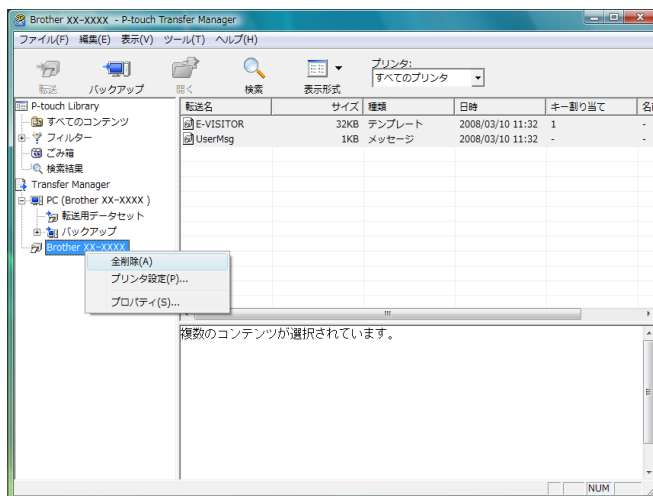 Brother XX-XXXX - P-touch Transfer Manager
ファイル(F) 編集(E) 表示(V) ツール(T) ヘルプ(H)
転送 バックアップ 開く 検索 表示形式
プリンタ:
すべてのプリンタ
P-touch Library
すべてのコンテンツ
フィルター
ごみ箱
検索結果
Transfer Manager
PC (Brother XX-XXXX )
転送用データセット
バックアップ
Brother XX-XXXX
全削除(A)
プリンタ設定(P)...
プロパティ(S)...
転送名 サイズ 種類 日時 キー割り当て
E-VISITOR 32KB テンプレート 2008/03/10 11:32 1 -
UserMsg 1KB メッセージ 2008/03/10 11:32 - -
複数のコンテンツが選択されています。
NUM